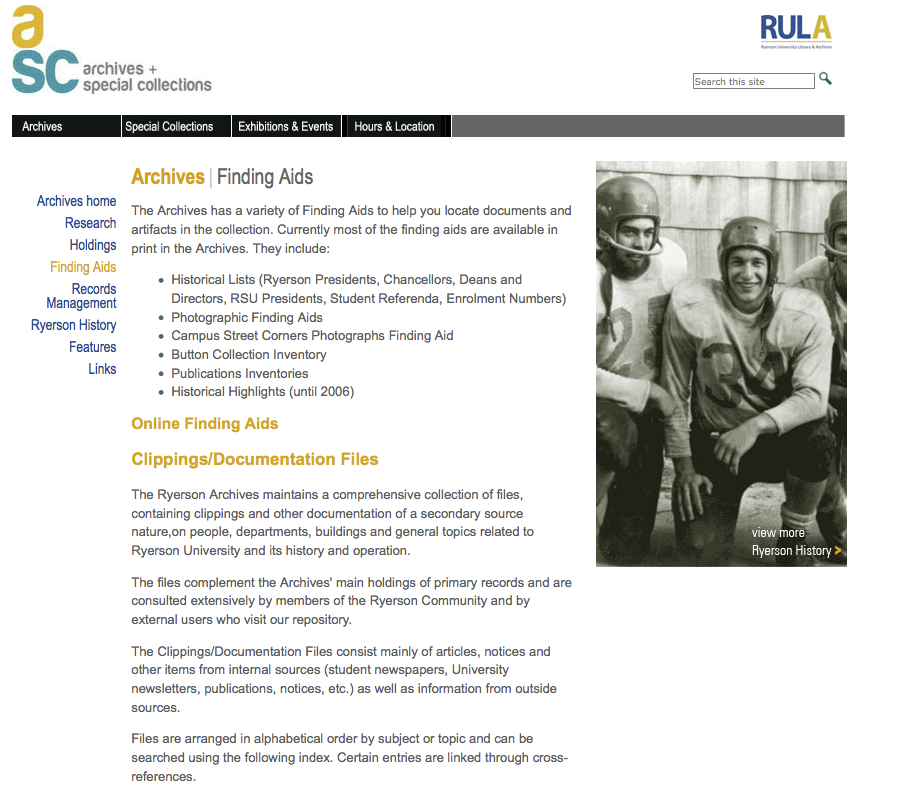 a
sc archives +
special collections
RULA
Ryerson University Library & Archives
Search this site
Archives
Special Collections
Exhibitions & Events
Hours & Location
Archives home
Research
Holdings
Finding Aids
Records
Management
Ryerson History
Features
Links
Archives | Finding Aids
The Archives has a variety of Finding Aids to help you locate documents and
artifacts in the collection. Currently most of the finding aids are available in
print in the Archives. They include:
• Historical Lists (Ryerson Presidents, Chancellors, Deans and
Directors, RSU Presidents, Student Referenda, Enrolment Numbers)
• Photographic Finding Aids
• Campus Street Corners Photographs Finding Aid
• Button Collection Inventory
• Publications Inventories
• Historical Highlights (until 2006)
Online Finding Aids
Clippings/Documentation Files
The Ryerson Archives maintains a comprehensive collection of files,
containing clippings and other documentation of a secondary source
nature,on people, departments, buildings and general topics related to
Ryerson University and its history and operation.
The files complement the Archives' main holdings of primary records and are
consulted extensively by members of the Ryerson Community and by
external users who visit our repository.
The Clippings/Documentation Files consist mainly of articles, notices and
other items from internal sources (student newspapers, University
newsletters, publications, notices, etc.) as well as information from outside
sources.
Files are arranged in alphabetical order by subject or topic and can be
searched using the following index. Certain entries are linked through cross-
references.
34
view more
Ryerson History >